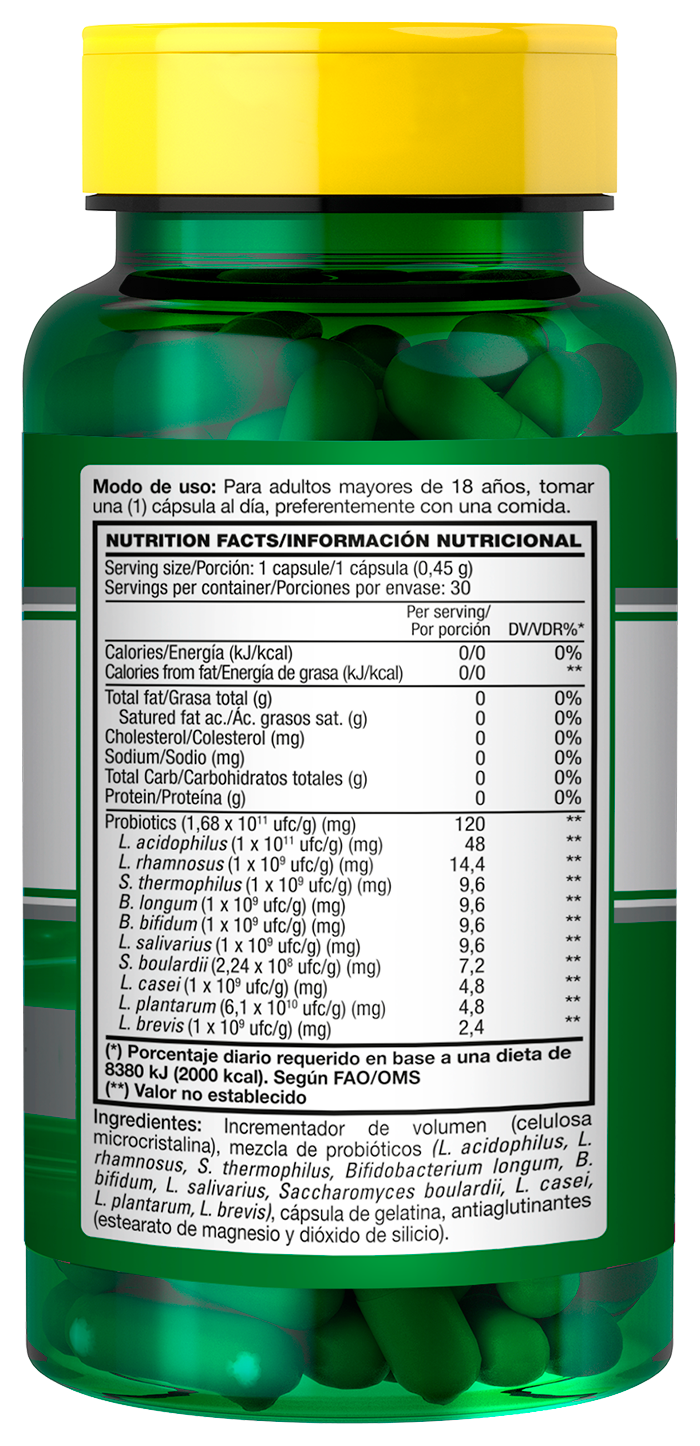 Modo de uso: Para adultos mayores de 18 años, tomar
una (1) cápsula al día, preferentemente con una comida.
NUTRITION FACTS/INFORMACIÓN NUTRICIONAL
Serving size/Porción: 1 capsule/1 cápsula (0,45 g)
Servings per container/Porciones por envase: 30
Per serving/
Por porción DV/VDR%*
Calories/Energía (kJ/kcal) 0/0 0%
Calories from fat/Energía de grasa (kJ/kcal) 0/0 **
Total fat/Grasa total (g) 0 0%
Satured fat ac./Ác. grasos sat. (g) 0 0%
Cholesterol/Colesterol (mg) 0 0%
Sodium/Sodio (mg) 0 0%
Total Carb/Carbohidratos totales (g) 0 0%
Protein/Proteína (g) 0 0%
Probiotics (1,68 x 10¹¹ ufc/g) (mg) 120 **
L. acidophilus (1 x 10¹¹ ufc/g) (mg) 48 **
L. rhamnosus (1 x 10⁹ ufc/g) (mg) 14,4 **
S. thermophilus (1 x 10⁹ ufc/g) (mg) 9,6 **
B. longum (1 x 10⁹ ufc/g) (mg) 9,6 **
B. bifidum (1 x 10⁹ ufc/g) (mg) 9,6 **
L. salivarius (1 x 10⁹ ufc/g) (mg) 9,6 **
S. boulardii (2,24 x 10⁸ ufc/g) (mg) 7,2 **
L. casei (1 x 10⁹ ufc/g) (mg) 4,8 **
L. plantarum (6,1 x 10¹⁰ ufc/g) (mg) 4,8 **
L. brevis (1 x 10⁹ ufc/g) (mg) 2,4 **
(*) Porcentaje diario requerido en base a una dieta de
8380 kJ (2000 kcal). Según FAO/OMS
(**) Valor no establecido
Ingredientes: Incrementador de volumen (celulosa
microcristalina), mezcla de probióticos (L. acidophilus, L.
rhamnosus, S. thermophilus, Bifidobacterium longum, B.
bifidum, L. salivarius, Saccharomyces boulardii, L. casei,
L. plantarum, L. brevis), cápsula de gelatina, antiaglutinantes
(estearato de magnesio y dióxido de silicio).